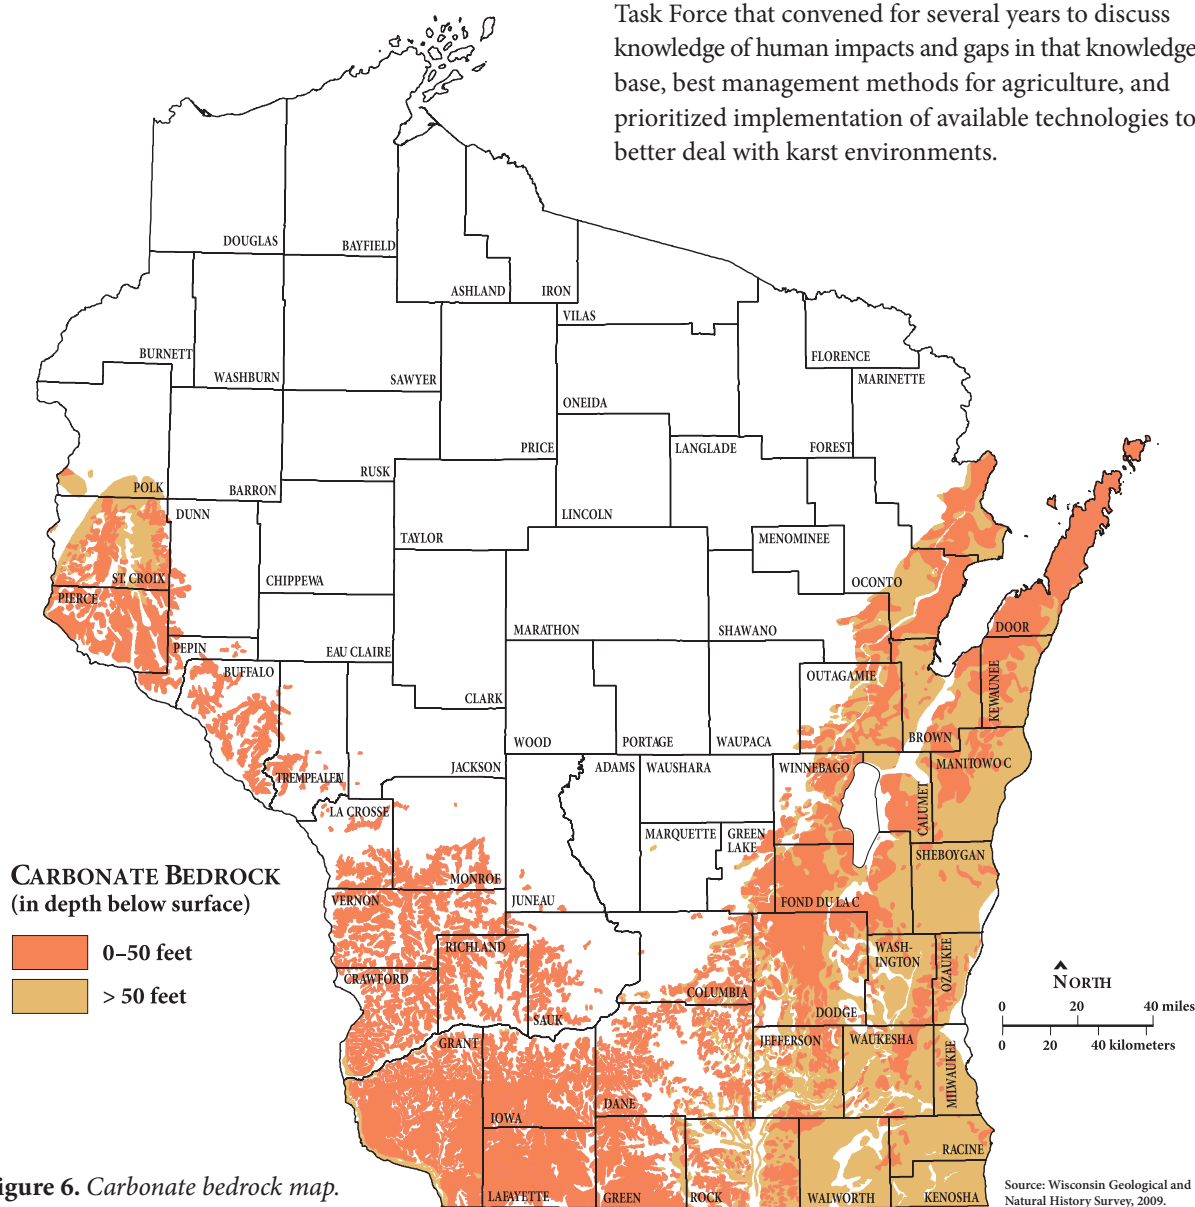 Task Force that convened for several years to discuss
knowledge of human impacts and gaps in that knowledge
base, best management methods for agriculture, and
prioritized implementation of available technologies to
better deal with karst environments.
DOUGLAS
BAYFIELD
ASHLAND
IRON
VILAS
BURNETT
WASHBURN
SAWYER
FLORENCE
MARINETTE
ONEIDA
PRICE
LANGLADE
FOREST
RUSK
POLK
BARRON
DUNN
LINCOLN
TAYLOR
MENOMINEE
CHIPPEWA
ST. CROIX
PIERCE
OCONTO
MARATHON
SHAWANO
DOOR
PEPIN
EAU CLAIRE
BUFFALO
OUTAGAMIE
KEWAUNEE
CLARK
WOOD
PORTAGE
WAUPACA
BROWN
JACKSON
ADAMS
WAUSHARA
WINNEBAGO
MANITOWOC
TREMPEALEAU
CALUMET
LA CROSSE
MARQUETTE
GREEN
LAKE
SHEBOYGAN
MONROE
JUNEAU
VERNON
FOND DU LAC
CARBONATE BEDROCK
(in depth below surface)
0–50 feet
> 50 feet
RICHLAND
WASH-
INGTON
OZAUKEE
CRAWFORD
COLUMBIA
SAUK
DODGE
NORTH
0 20 40 miles
0 20 40 kilometers
GRANT
JEFFERSON
WAUKESHA
MILWAUKEE
DANE
IOWA
RACINE
LAFAYETTE
GREEN
ROCK
WALWORTH
KENOSHA
igure 6. Carbonate bedrock map.
Source: Wisconsin Geological and
Natural History Survey, 2009.